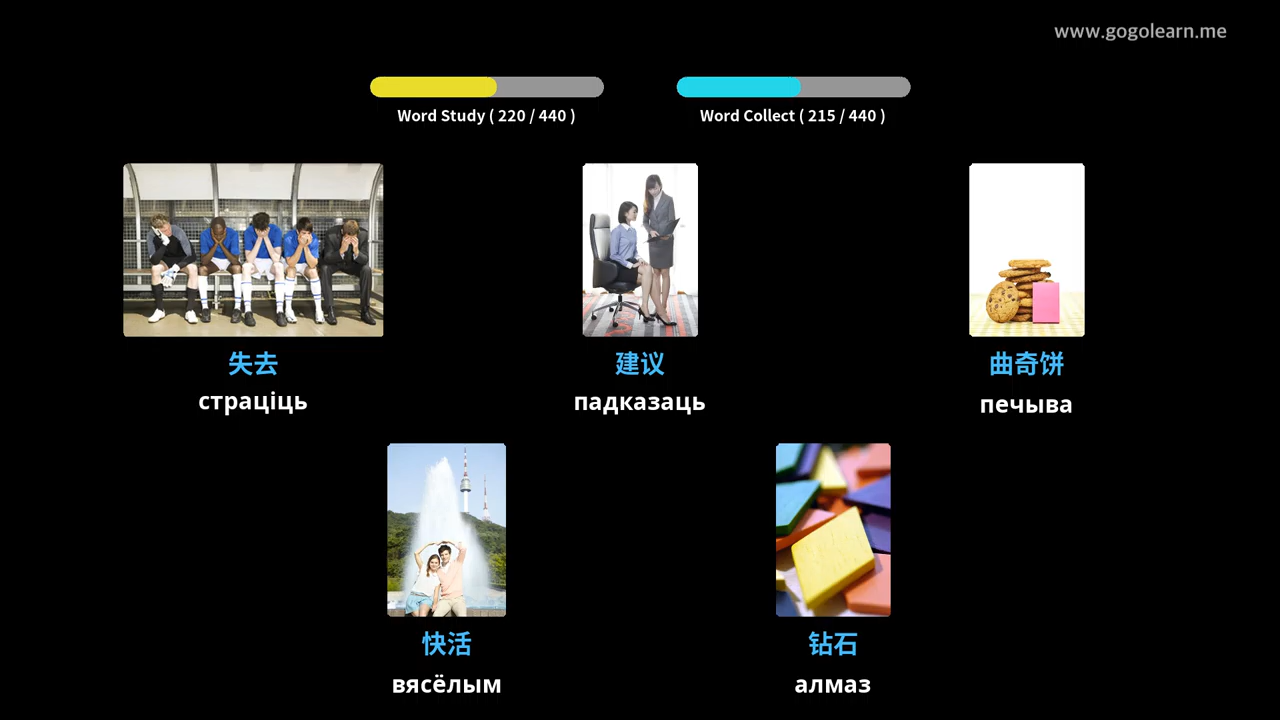 www.gogolearn.me
Word Study ( 220 / 440 )
Word Collect ( 215 / 440 )
失去
建议
曲奇饼
страціць
падказаць
печыва
快活
钻石
вясёлым
алмаз